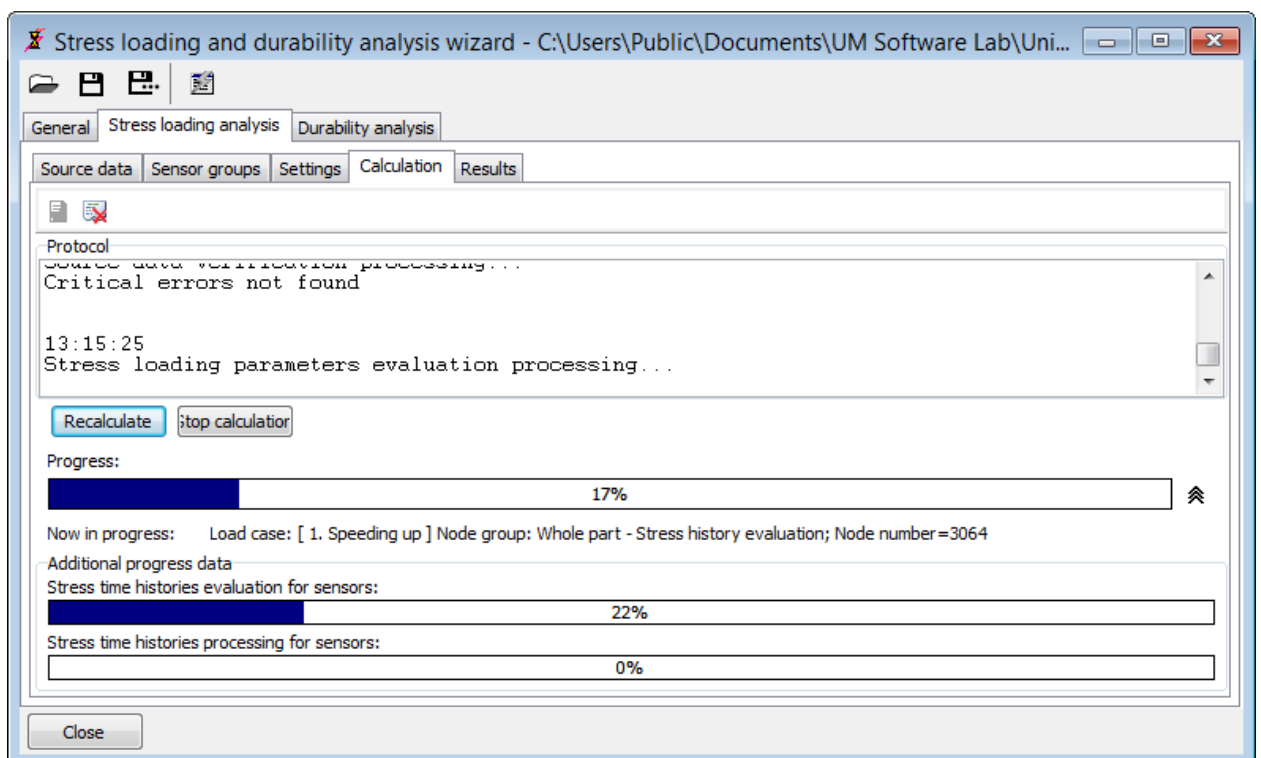 Stress loading and durability analysis wizard - C:\Users\Public\Documents\UM Software Lab\Uni...
General Stress loading analysis Durability analysis
Source data Sensor groups Settings Calculation Results
Protocol
Source data verification processing...
Critical errors not found
13:15:25
Stress loading parameters evaluation processing...
Recalculate Stop calculation
Progress:
17%
Now in progress: Load case: [ 1. Speeding up ] Node group: Whole part - Stress history evaluation; Node number=3064
Additional progress data
Stress time histories evaluation for sensors:
22%
Stress time histories processing for sensors:
0%
Close